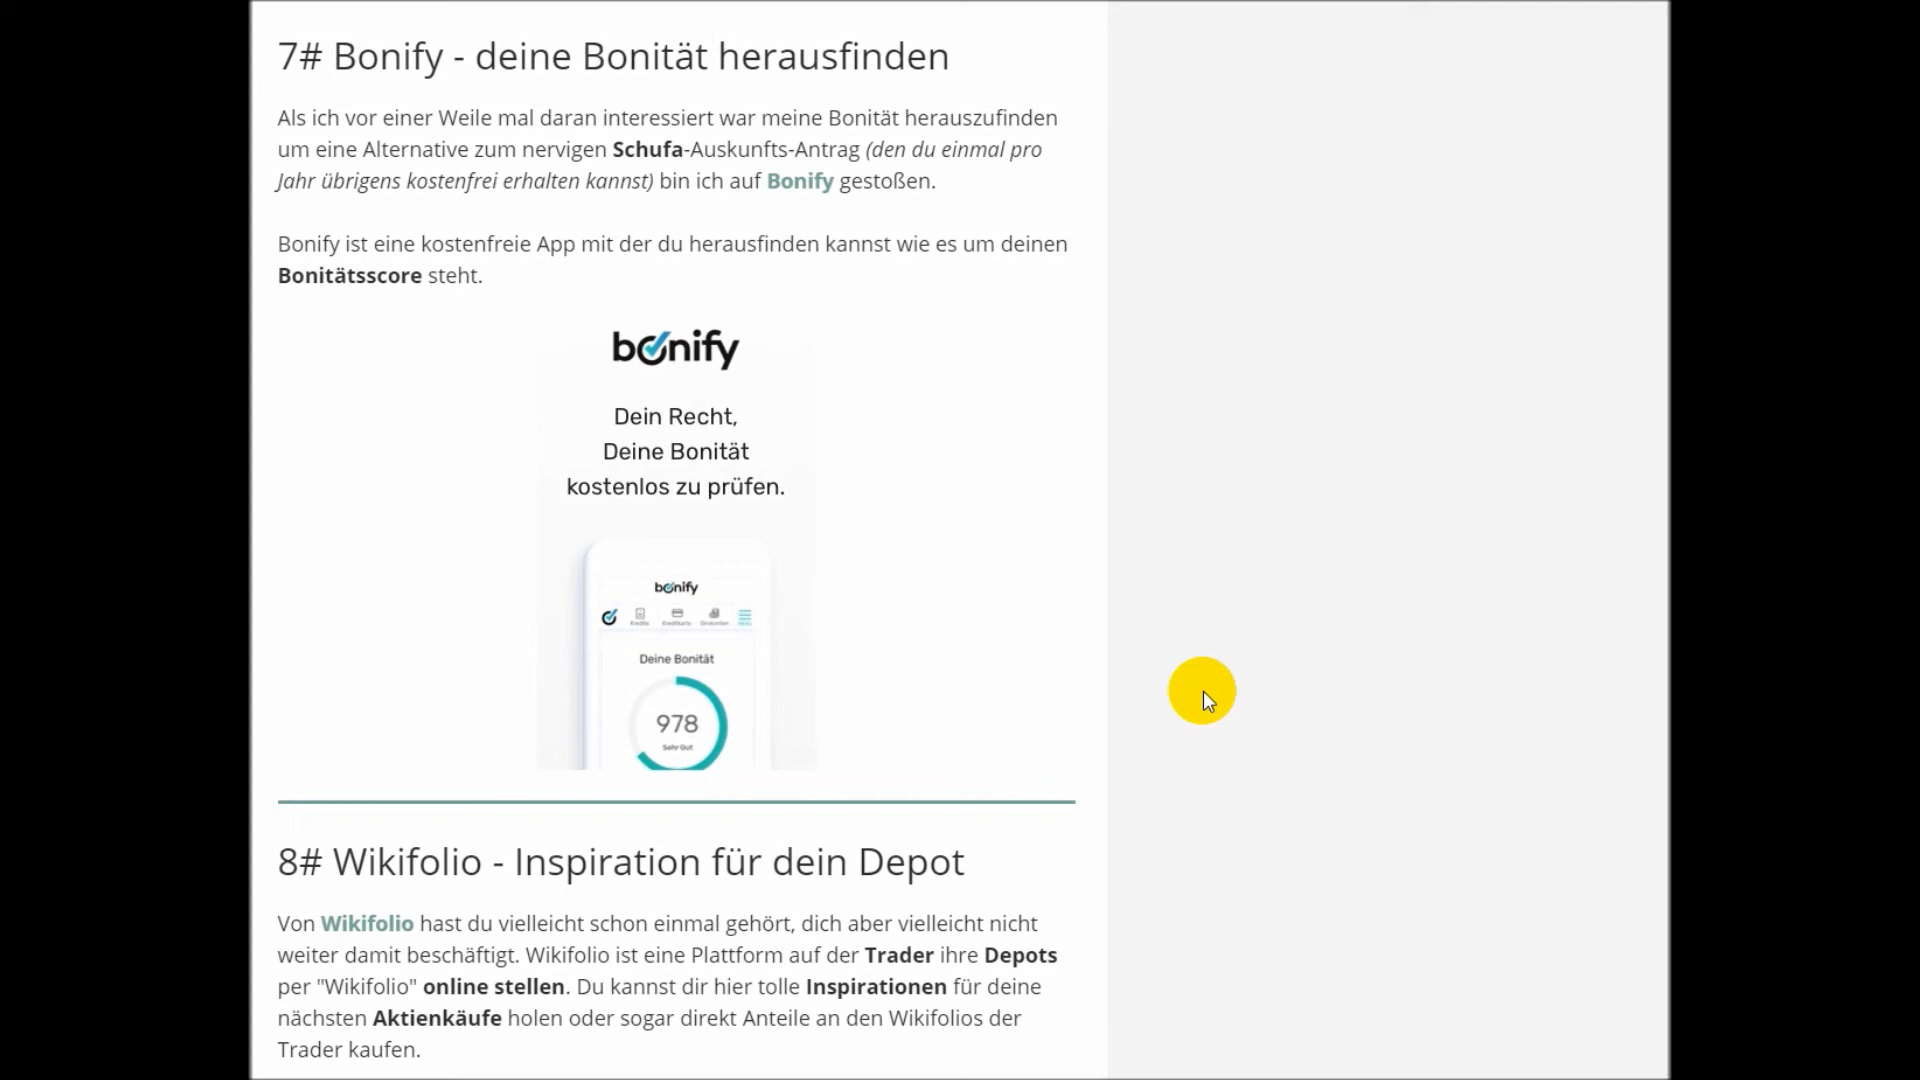 7# Bonify - deine Bonität herausfinden
Als ich vor einer Weile mal daran interessiert war meine Bonität herauszufinden
um eine Alternative zum nervigen Schufa-Auskunfts-Antrag (den du einmal pro
Jahr übrigens kostenfrei erhalten kannst) bin ich auf Bonify gestoßen.
Bonify ist eine kostenfreie App mit der du herausfinden kannst wie es um deinen
Bonitätsscore steht.
bonify
Dein Recht,
Deine Bonität
kostenlos zu prüfen.
bonify
Kredite Kreditkarte Girokonten MENÜ
Deine Bonität
978
Sehr Gut
8# Wikifolio - Inspiration für dein Depot
Von Wikifolio hast du vielleicht schon einmal gehört, dich aber vielleicht nicht
weiter damit beschäftigt. Wikifolio ist eine Plattform auf der Trader ihre Depots
per "Wikifolio" online stellen. Du kannst dir hier tolle Inspirationen für deine
nächsten Aktienkäufe holen oder sogar direkt Anteile an den Wikifolios der
Trader kaufen.